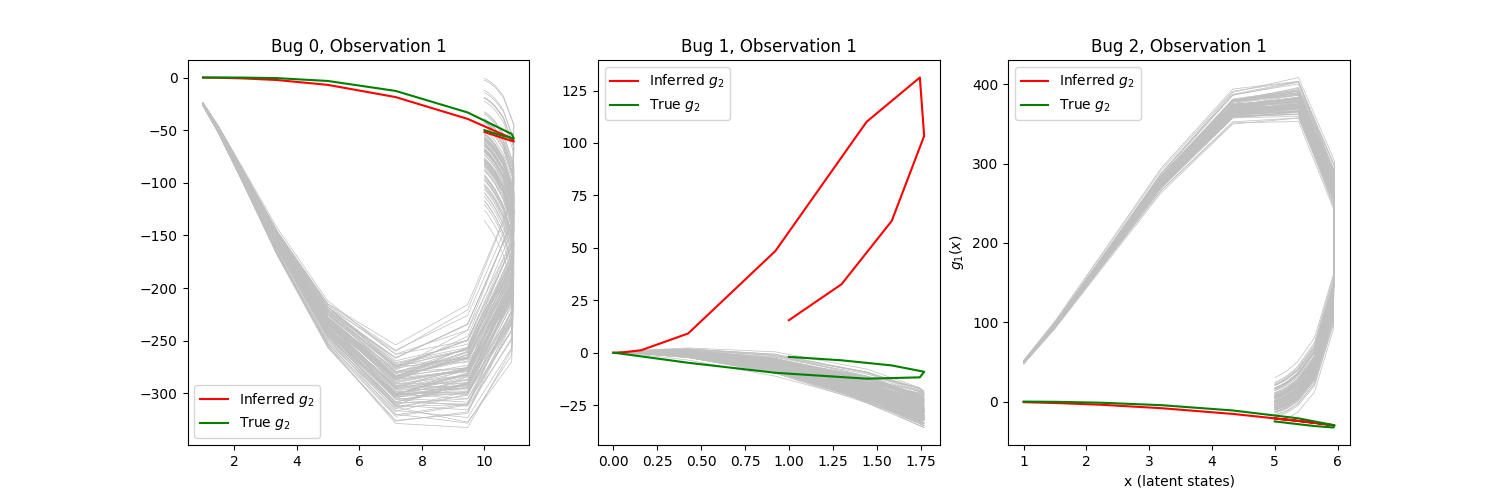 Bug 0, Observation 1
0
−50
−100
−150
−200
−250
−300
Inferred g₂
True g₂
2 4 6 8 10
Bug 1, Observation 1
Inferred g₂
True g₂
125
100
75
50
25
0
−25
0.00 0.25 0.50 0.75 1.00 1.25 1.50 1.75
Bug 2, Observation 1
Inferred g₂
True g₂
400
300
200
100
0
g₁(x)
1 2 3 4 5 6
x (latent states)